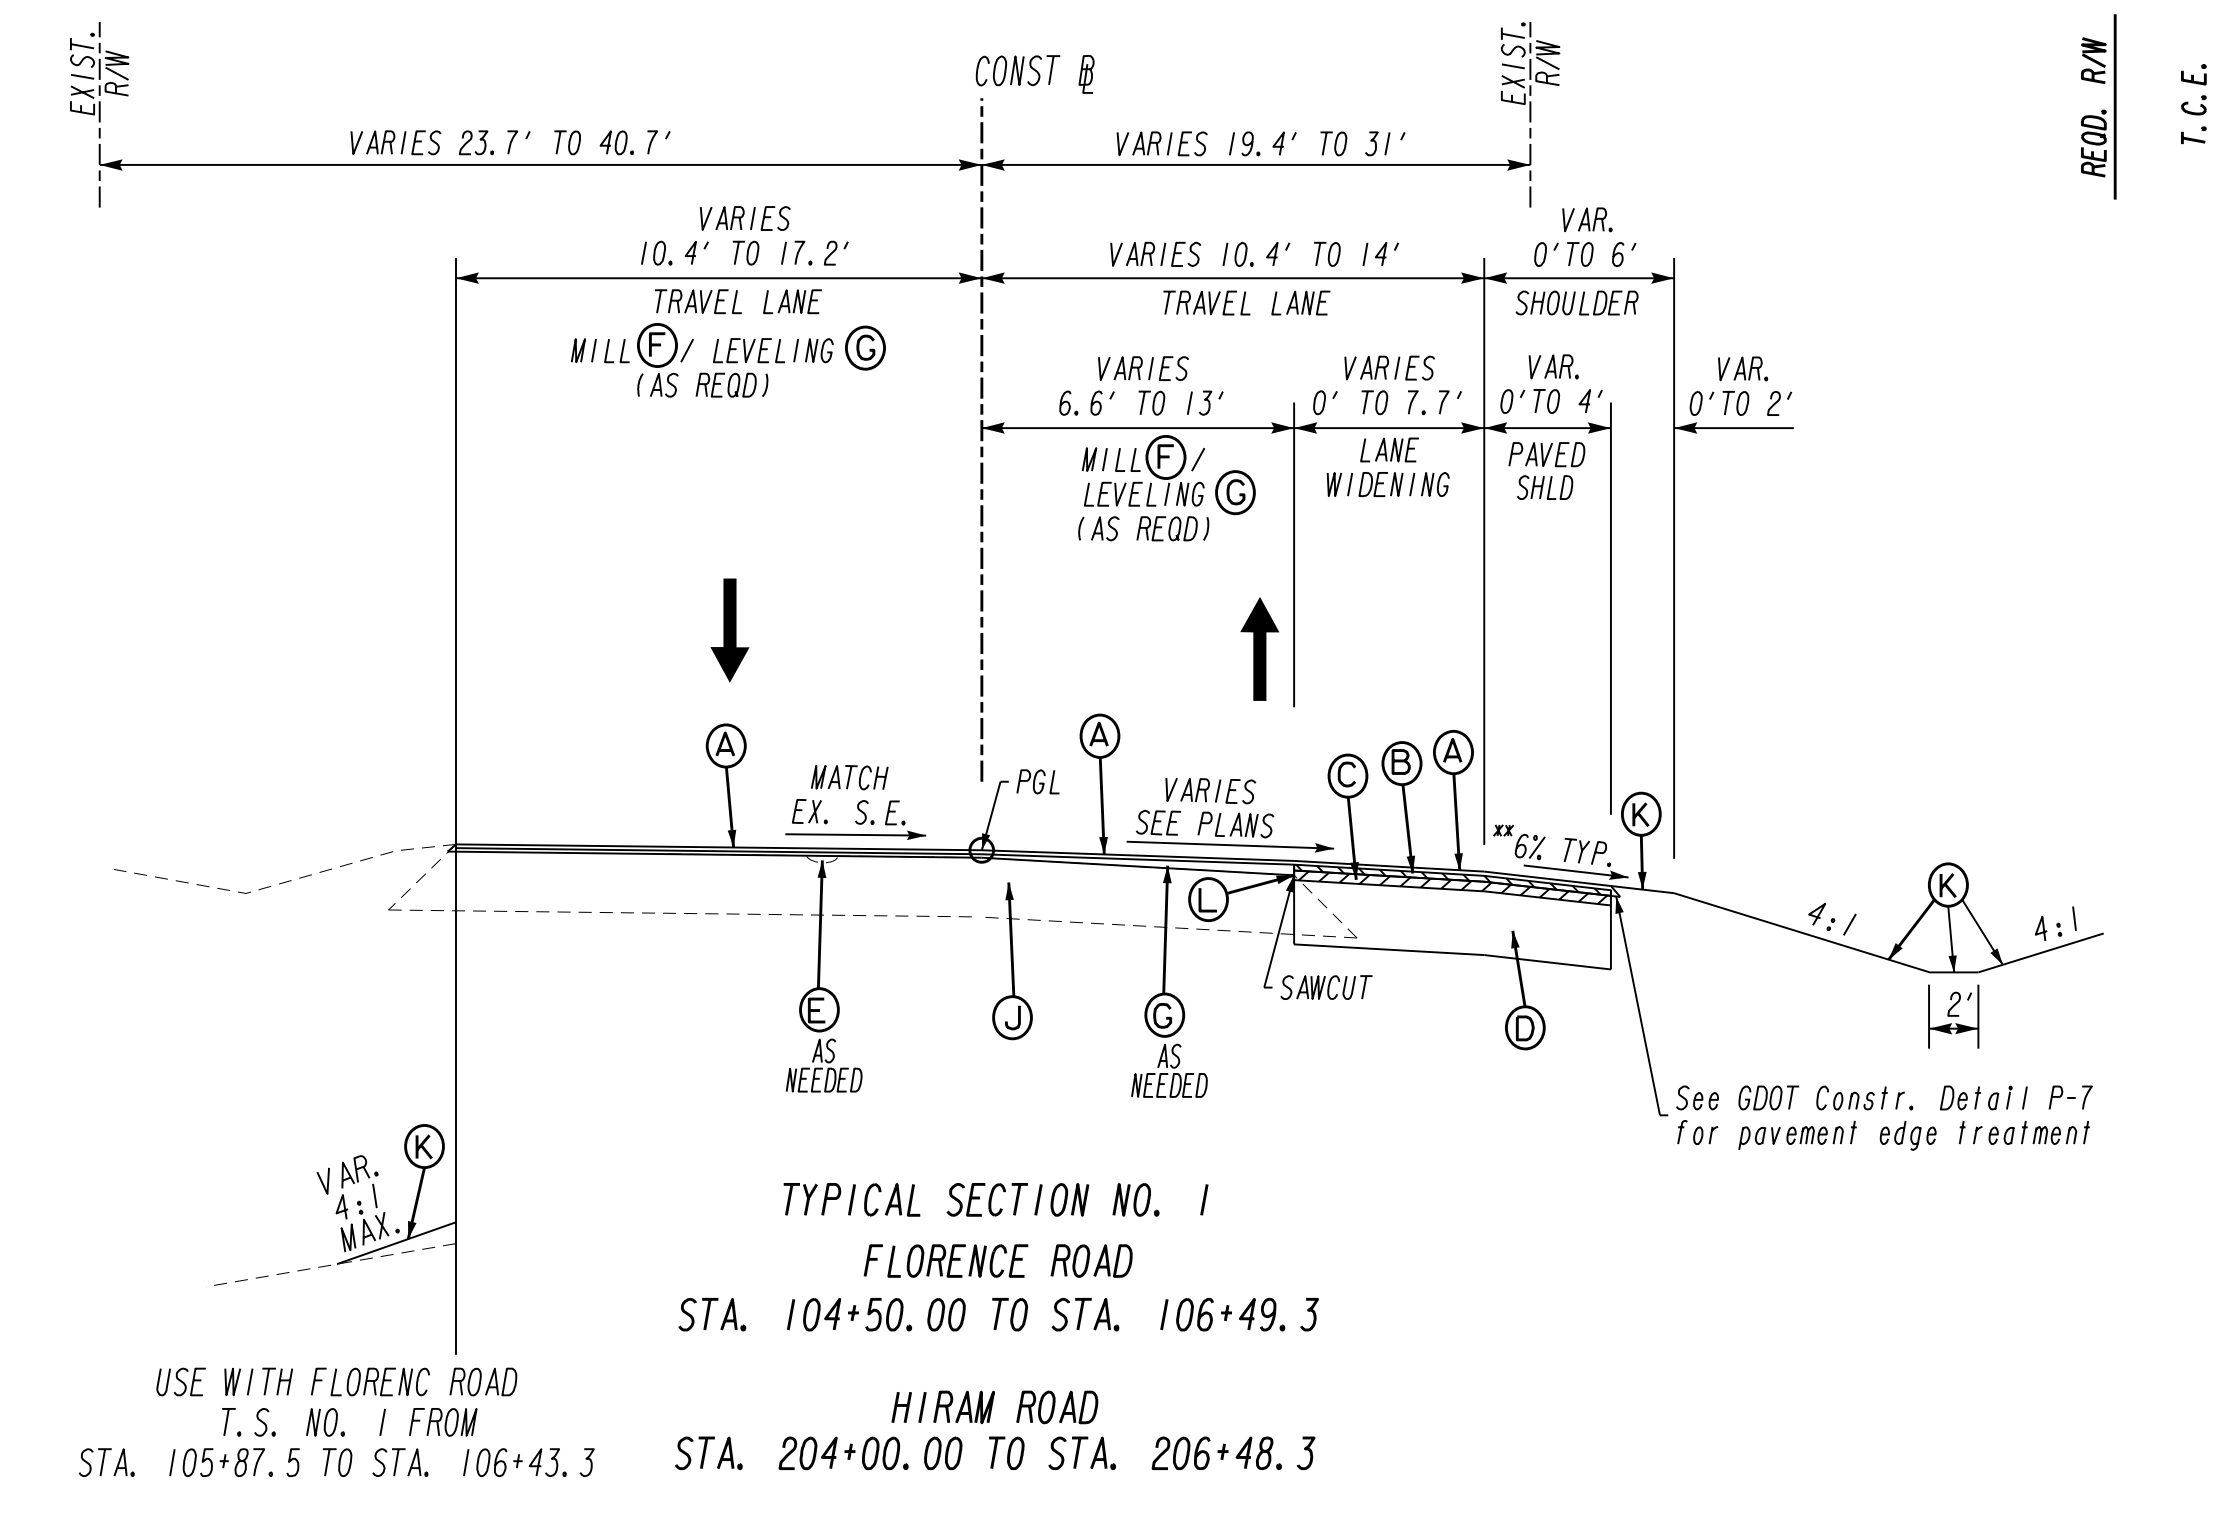 EXIST.
R/W
CONST BL
EXIST.
R/W
REQD. R/W
T.C.E.
VARIES 23.7' TO 40.7'
VARIES 19.4' TO 31'
VARIES
10.4' TO 17.2'
TRAVEL LANE
MILL F / LEVELING G
(AS REQD)
VARIES 10.4' TO 14'
TRAVEL LANE
VAR.
0'TO 6'
SHOULDER
VARIES
6.6' TO 13'
MILL F /
LEVELING G
(AS REQD)
VARIES
0' TO 7.7'
LANE
WIDENING
VAR.
0'TO 4'
PAVED
SHLD
VAR.
0'TO 2'
A
MATCH
EX. S.E.
PGL
A
VARIES
SEE PLANS
C
B
A
**6% TYP.
K
L
K
4:1
4:1
2'
SAWCUT
E
AS
NEEDED
J
G
AS
NEEDED
D
See GDOT Constr. Detail P-7
for pavement edge treatment
K
VAR.
4:1
MAX.
TYPICAL SECTION NO. 1
FLORENCE ROAD
STA. 104+50.00 TO STA. 106+49.3
HIRAM ROAD
STA. 204+00.00 TO STA. 206+48.3
USE WITH FLORENC ROAD
T.S. NO. 1 FROM
STA. 105+87.5 TO STA. 106+43.3